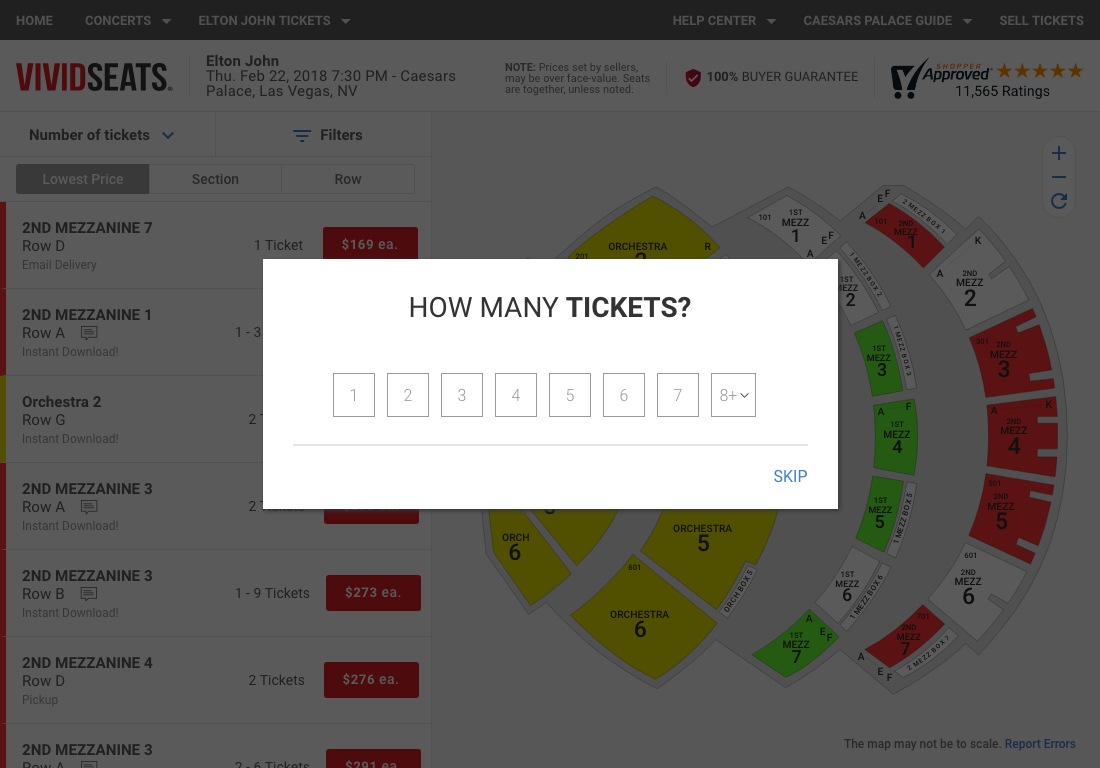 HOME CONCERTS ELTON JOHN TICKETS HELP CENTER CAESARS PALACE GUIDE SELL TICKETS
VIVIDSEATS.
Elton John
Thu. Feb 22, 2018 7:30 PM - Caesars
Palace, Las Vegas, NV
NOTE: Prices set by sellers,
may be over face-value. Seats
are together, unless noted.
100% BUYER GUARANTEE
SHOPPER
Approved
11,565 Ratings
Number of tickets
Filters
Lowest Price Section Row
2ND MEZZANINE 7
Row D
Email Delivery
1 Ticket
$169 ea.
2ND MEZZANINE 1
Row A
Instant Download!
1 - 3
Orchestra 2
Row G
Instant Download!
2
2ND MEZZANINE 3
Row A
Instant Download!
2
2ND MEZZANINE 3
Row B
Instant Download!
1 - 9 Tickets
$273 ea.
2ND MEZZANINE 4
Row D
Pickup
2 Tickets
$276 ea.
2ND MEZZANINE 3
Row A
2 - 6 Tickets
$291 ea.
HOW MANY TICKETS?
1 2 3 4 5 6 7 8+
SKIP
ORCHESTRA
R
201
101
1ST
MEZZ
1
E
F
A
1ST
MEZZ
2
1 MEZZ BOX 2
A
E
F
101
2ND
MEZZ
1
2 MEZZ BOX 1
K
A
2ND
MEZZ
2
1ST
MEZZ
3
1 MEZZ BOX 3
301
2ND
MEZZ
3
A
F
1ST
MEZZ
4
A
K
2ND
MEZZ
4
1ST
MEZZ
5
1 MEZZ BOX 5
501
2ND
MEZZ
5
ORCH
6
ORCHESTRA
5
ORCH BOX 5
601
ORCHESTRA
6
1ST
MEZZ
6
1 MEZZ BOX 6
601
2ND
MEZZ
6
A
E
F
1ST
MEZZ
7
701
2ND
MEZZ
7
2 MEZZ BOX 7
A
E
F
The map may not be to scale. Report Errors